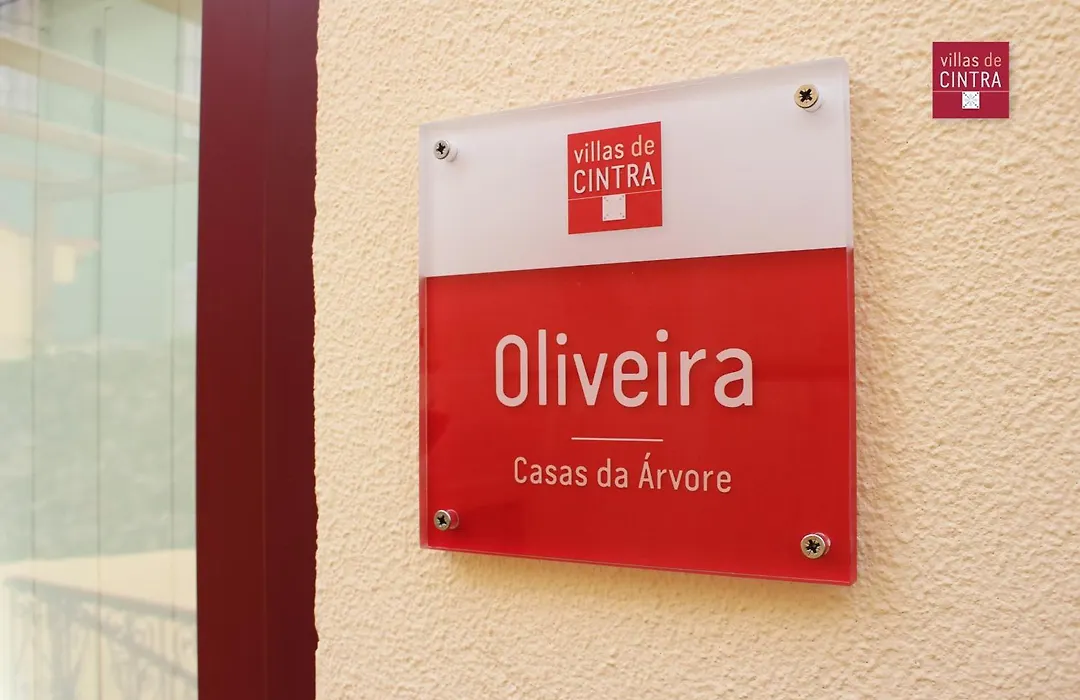 villas de
CINTRA
villas de
CINTRA
Oliveira
Casas da Árvore